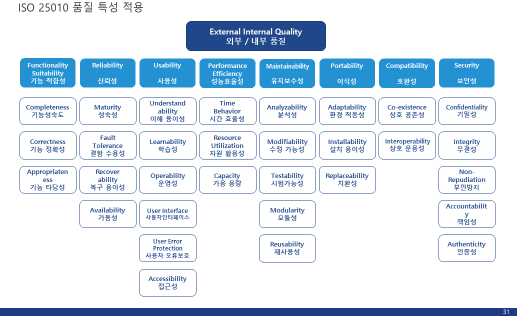 ISO 25010 품질 특성 적용
External Internal Quality
외부 / 내부 품질
Functionality
Suitability
기능 적합성
Reliability
신뢰성
Usability
사용성
Performance
Efficiency
성능효율성
Maintainability
유지보수성
Portability
이식성
Compatibility
호환성
Security
보안성
Completeness
기능성숙도
Maturity
성숙성
Understand
ability
이해 용이성
Time
Behavior
시간 효율성
Analyzability
분석성
Adaptability
환경 적응성
Co-existence
상호 공존성
Confidentiality
기밀성
Correctness
기능 정확성
Fault
Tolerance
결함 수용성
Learnability
학습성
Resource
Utilization
자원 활용성
Modifiability
수정 가능성
Installability
설치 용이성
Interoperability
상호 운용성
Integrity
무결성
Appropriaten
ess
기능 타당성
Recover
ability
복구 용이성
Operability
운영성
Capacity
가용 용량
Testability
시험가능성
Replaceability
치환성
Non-
Repudiation
부인방지
Availability
가용성
User Interface
사용자인터페이스
Modularity
모듈성
Accountabilit
y
책임성
User Error
Protection
사용자 오류보호
Reusability
재사용성
Authenticity
인증성
Accessibility
접근성
31